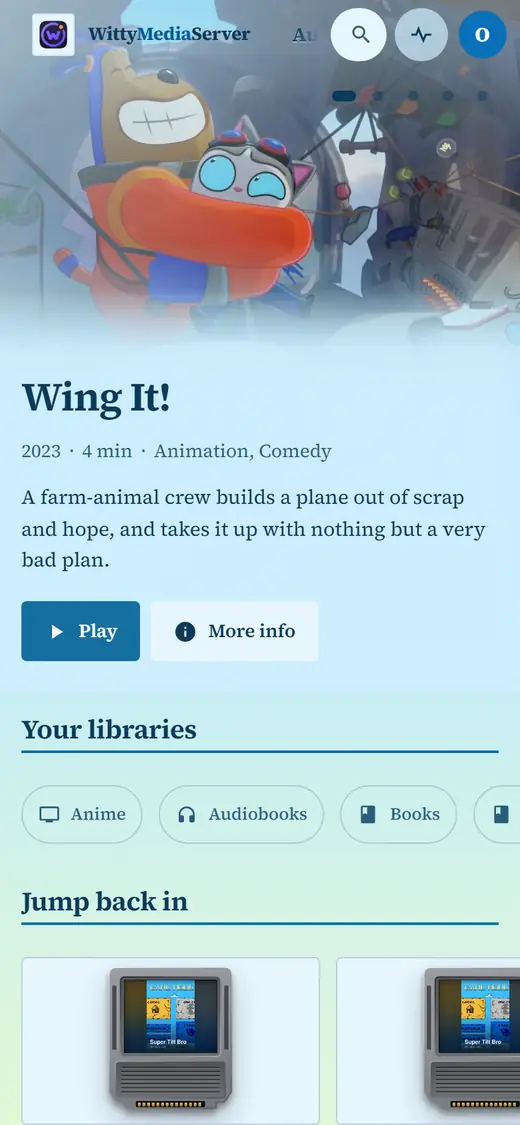 WittyMediaServer
Au
O
Wing It!
2023 · 4 min · Animation, Comedy
A farm-animal crew builds a plane out of scrap
and hope, and takes it up with nothing but a very
bad plan.
Play
More info
Your libraries
Anime
Audiobooks
Books
Jump back in
Super Tilt Bro
Super Tilt Bro